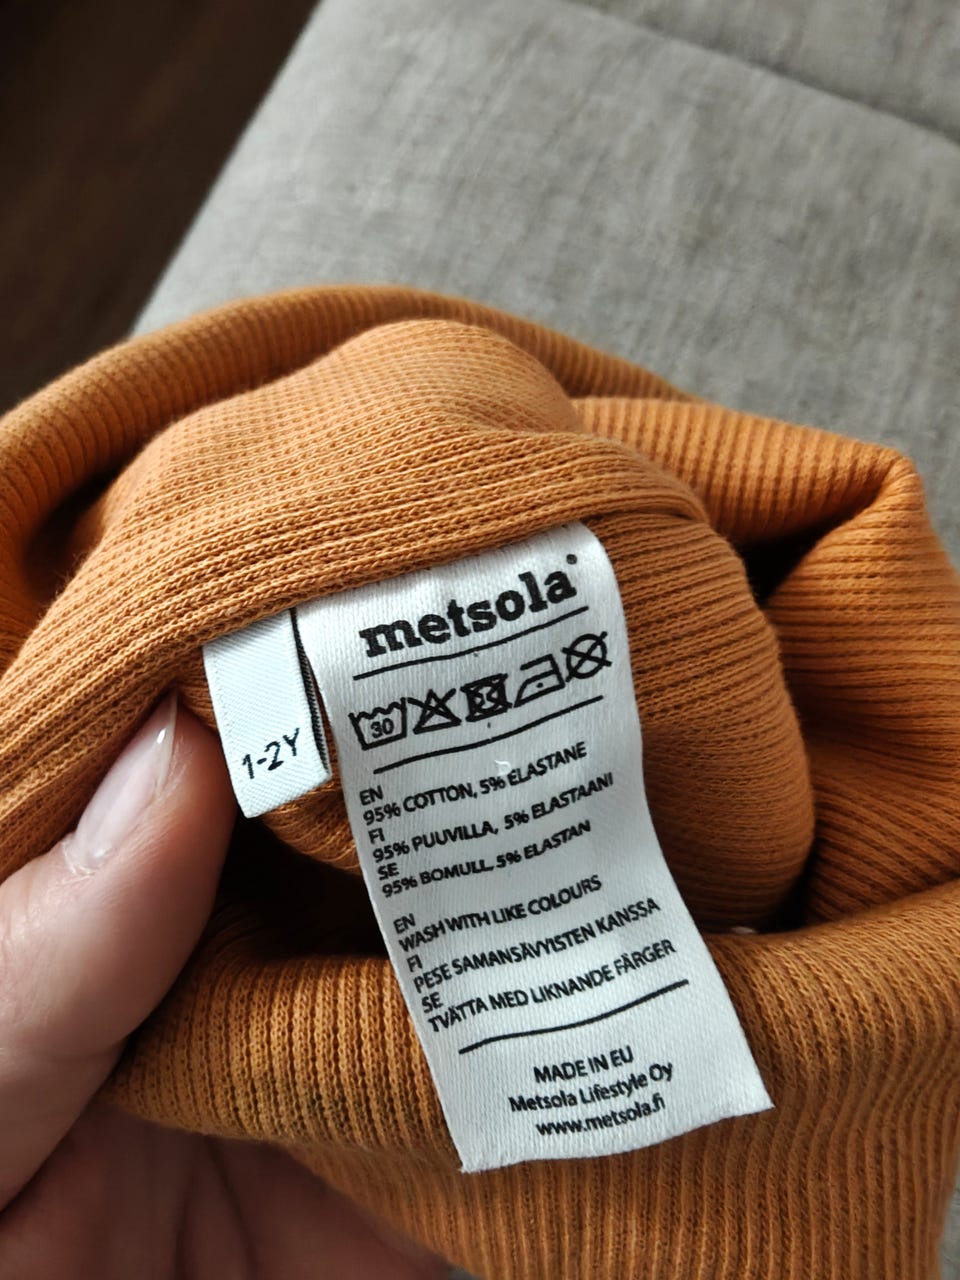 metsola
30
1-2Y
EN
95% COTTON, 5% ELASTANE
FI
95% PUUVILLA, 5% ELASTAANI
SE
95% BOMULL, 5% ELASTAN
EN
WASH WITH LIKE COLOURS
FI
PESE SAMANSÄVYISTEN KANSSA
SE
TVÄTTA MED LIKNANDE FÄRGER
MADE IN EU
Metsola Lifestyle Oy
www.metsola.fi